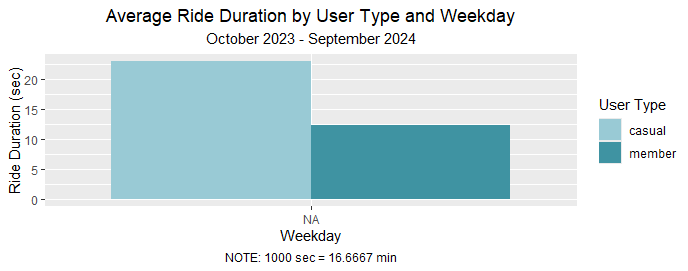 Average Ride Duration by User Type and Weekday
October 2023 - September 2024
Ride Duration (sec)
20
15
10
5
0
NA
Weekday
NOTE: 1000 sec = 16.6667 min
User Type
casual
member